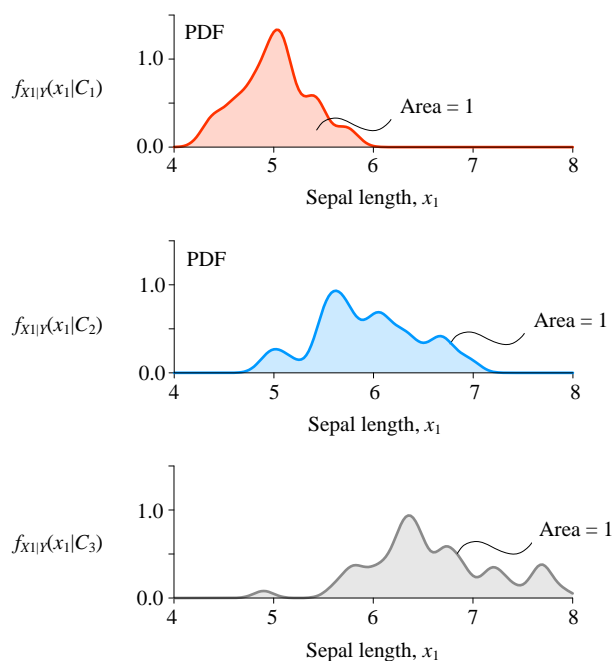 PDF
1.0
f_{X1|Y}(x_1|C_1)
Area = 1
0.0
4 5 6 7 8
Sepal length, x_1
PDF
1.0
f_{X1|Y}(x_1|C_2)
Area = 1
0.0
4 5 6 7 8
Sepal length, x_1
1.0
f_{X1|Y}(x_1|C_3)
Area = 1
0.0
4 5 6 7 8
Sepal length, x_1